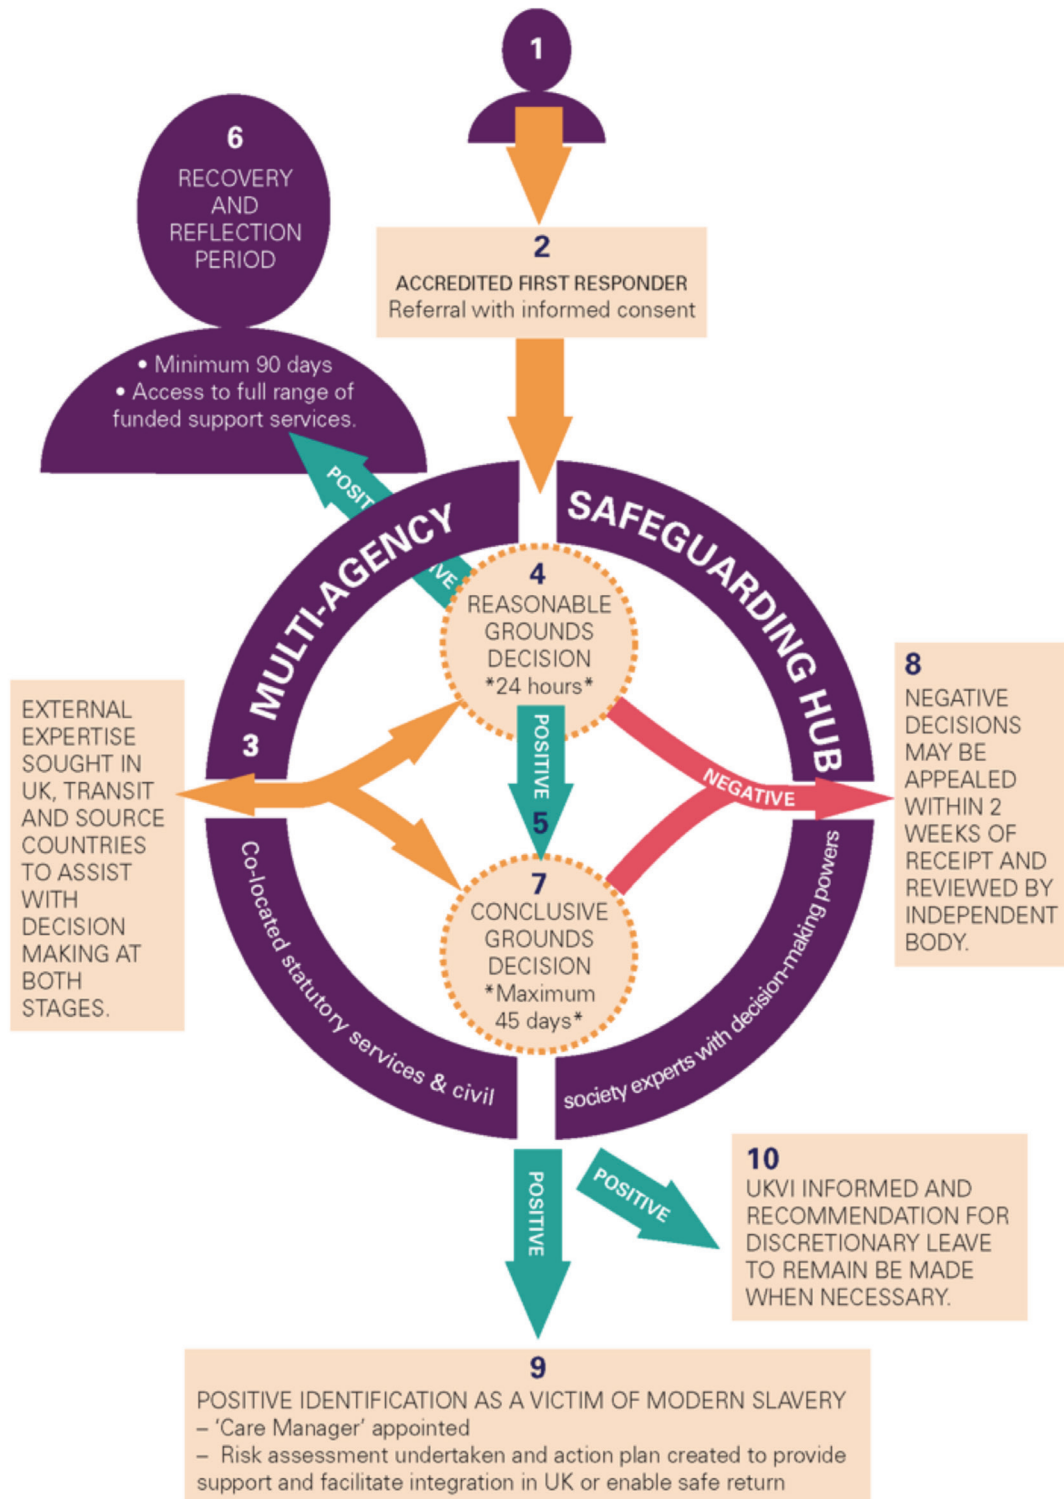 1
2
ACCREDITED FIRST RESPONDER
Referral with informed consent
6
RECOVERY
AND
REFLECTION
PERIOD
• Minimum 90 days
• Access to full range of
funded support services.
POSITIVE
3 MULTI-AGENCY
SAFEGUARDING HUB
4
REASONABLE
GROUNDS
DECISION
*24 hours*
POSITIVE
5
EXTERNAL
EXPERTISE
SOUGHT IN
UK, TRANSIT
AND SOURCE
COUNTRIES
TO ASSIST
WITH
DECISION
MAKING AT
BOTH
STAGES.
7
CONCLUSIVE
GROUNDS
DECISION
*Maximum
45 days*
NEGATIVE
8
NEGATIVE
DECISIONS
MAY BE
APPEALED
WITHIN 2
WEEKS OF
RECEIPT AND
REVIEWED BY
INDEPENDENT
BODY.
Co-located statutory services & civil
society experts with decision-making powers
POSITIVE
POSITIVE
10
UKVI INFORMED AND
RECOMMENDATION FOR
DISCRETIONARY LEAVE
TO REMAIN BE MADE
WHEN NECESSARY.
9
POSITIVE IDENTIFICATION AS A VICTIM OF MODERN SLAVERY
– ‘Care Manager’ appointed
– Risk assessment undertaken and action plan created to provide
support and facilitate integration in UK or enable safe return